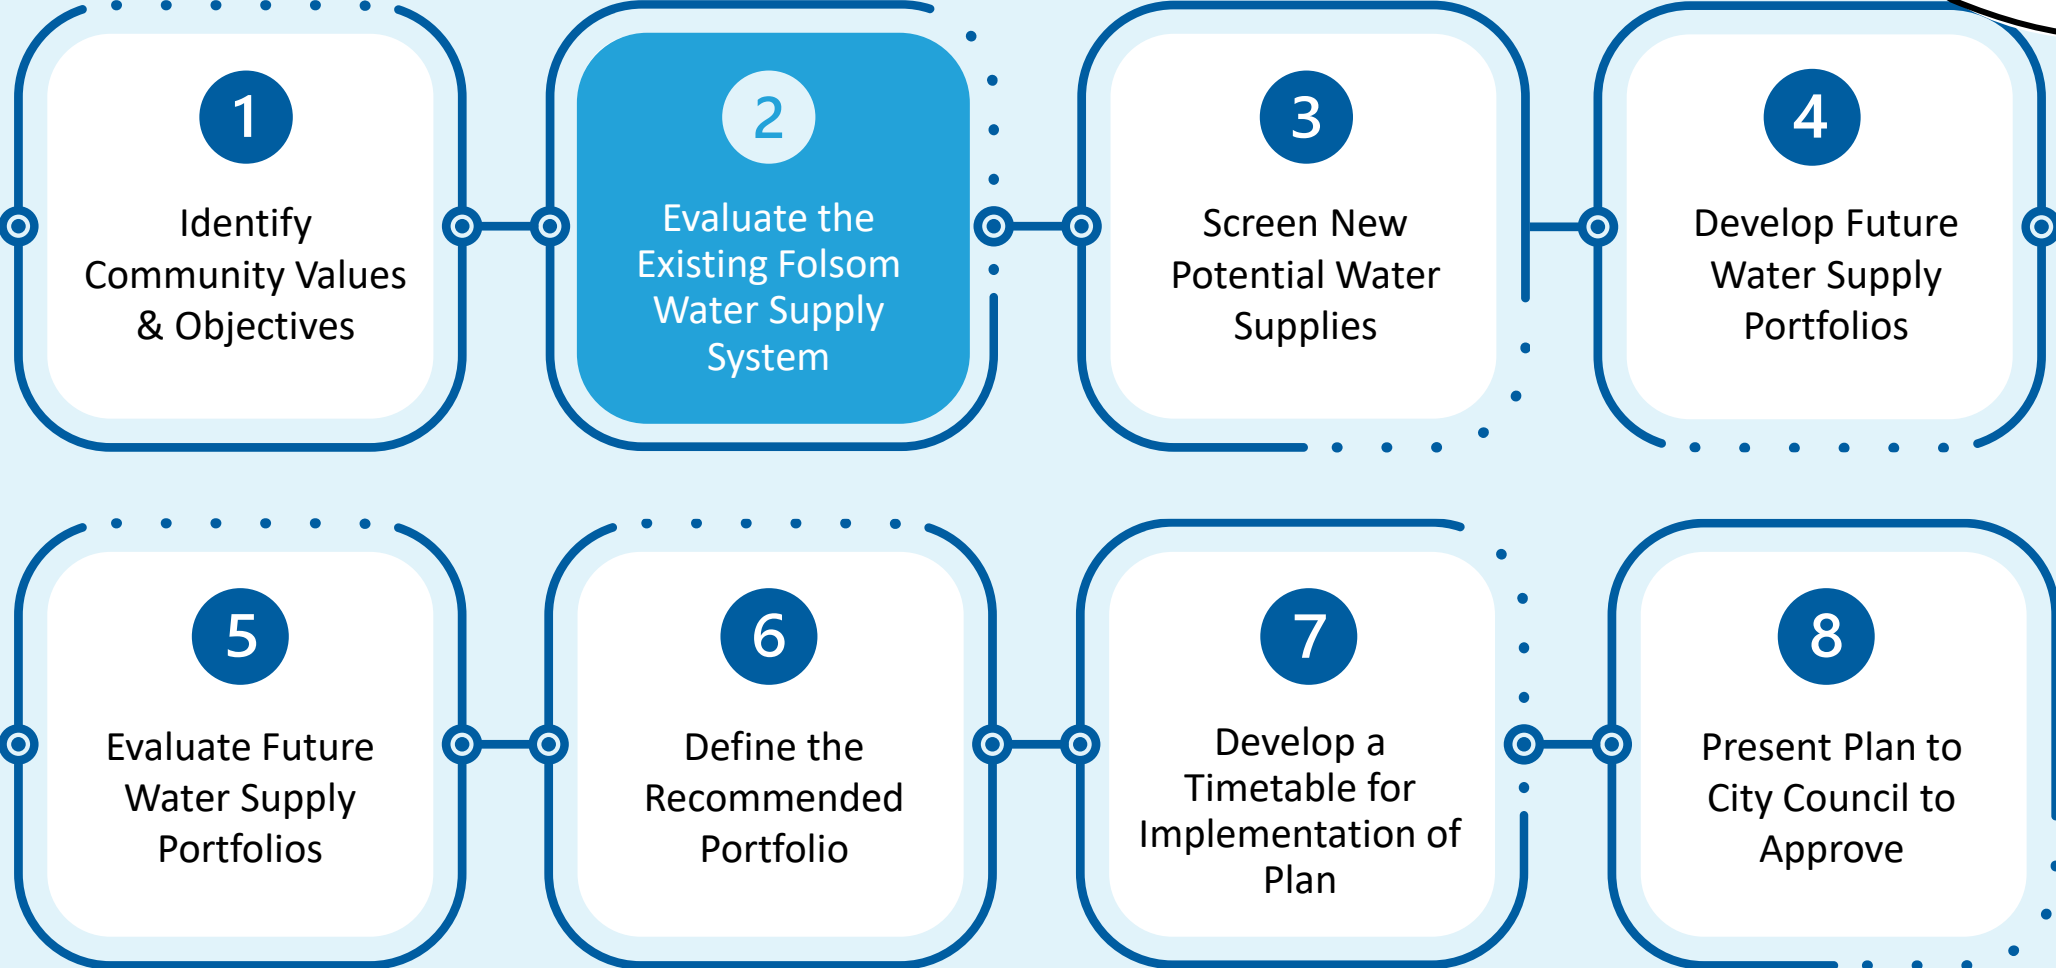 1
Identify
Community Values
& Objectives
2
Evaluate the
Existing Folsom
Water Supply
System
3
Screen New
Potential Water
Supplies
4
Develop Future
Water Supply
Portfolios
5
Evaluate Future
Water Supply
Portfolios
6
Define the
Recommended
Portfolio
7
Develop a
Timetable for
Implementation of
Plan
8
Present Plan to
City Council to
Approve